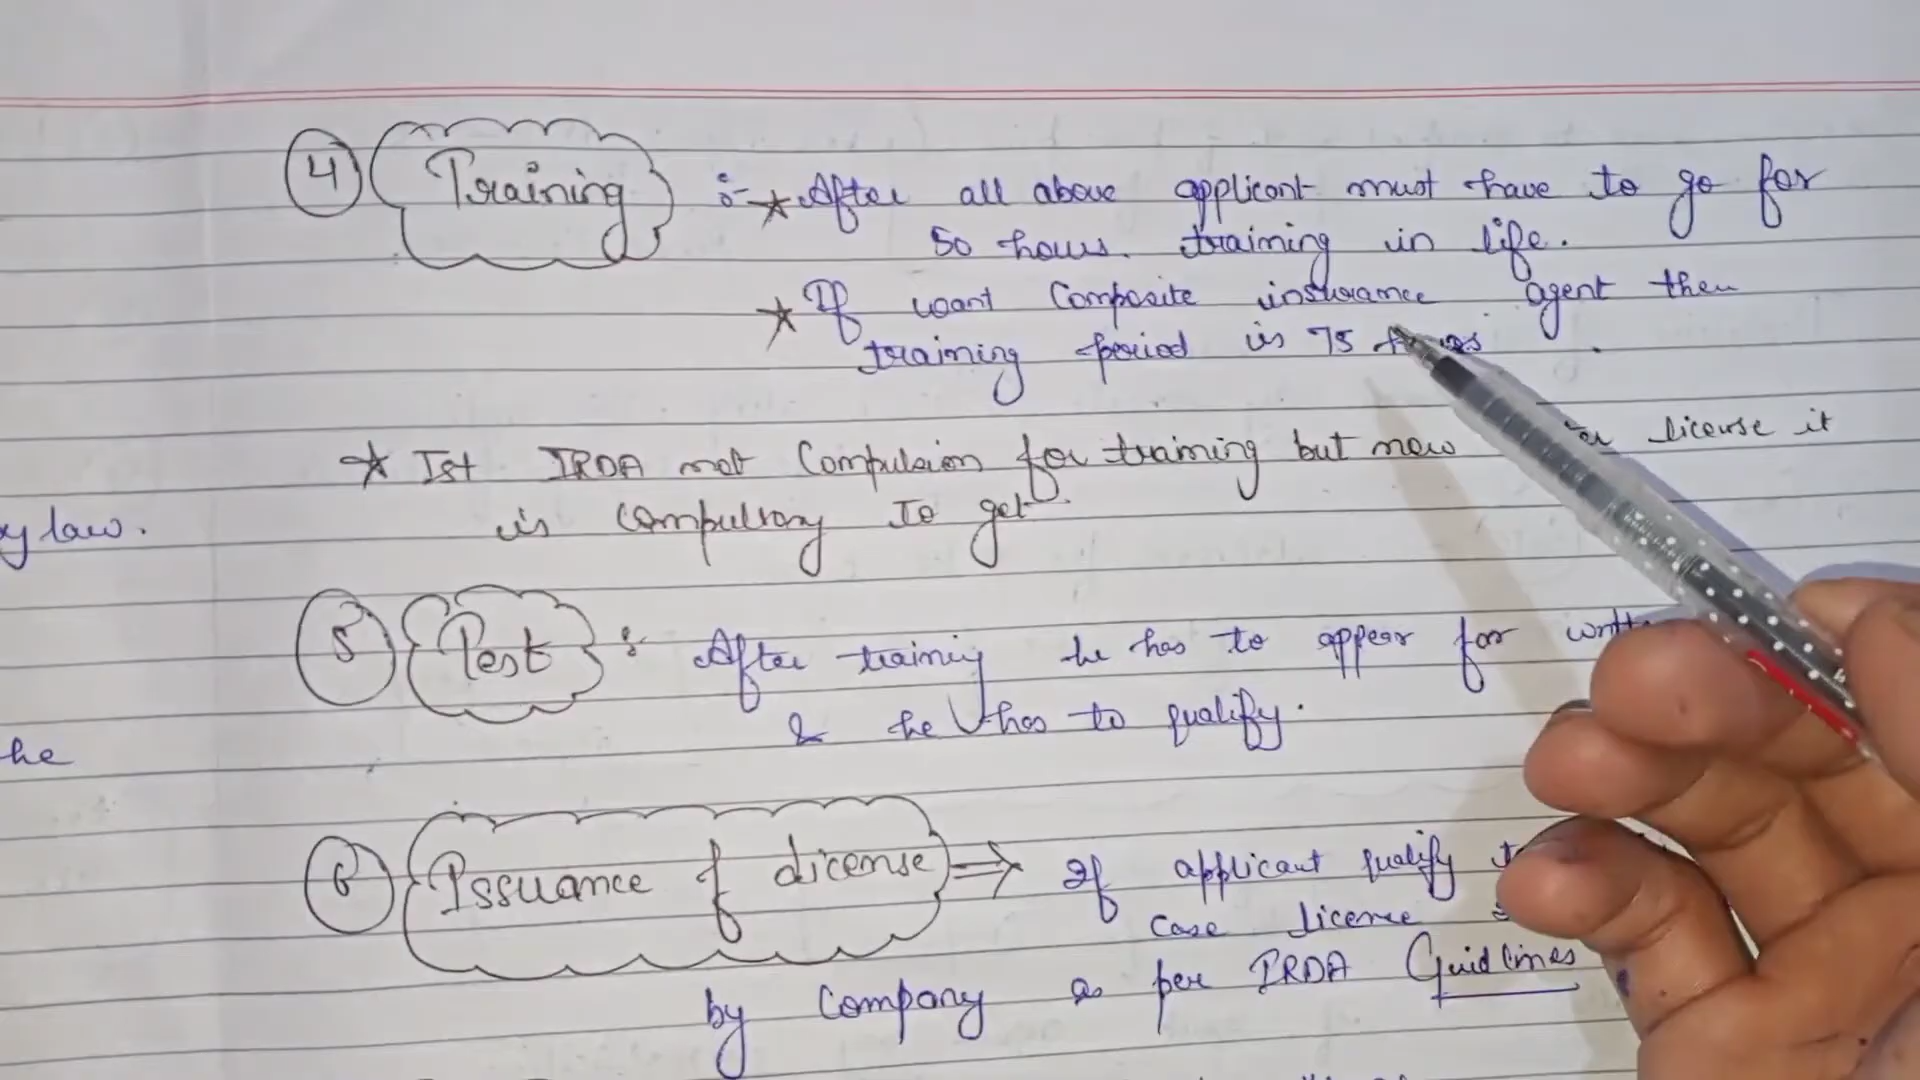 4 Training :- ★ After all above applicant must have to go for
50 hours. training in life.
★ If want Composite insurance agent then
training period is 75
★ Ist IRDA not Compulsion for training but now license it
is compulsory To get
y law.
5 Test :- After training he has to appear for
& he has to qualify.
he
6 Issuance of License ⇒ If applicant qualify
case license
by Company as per IRDA Guidlines